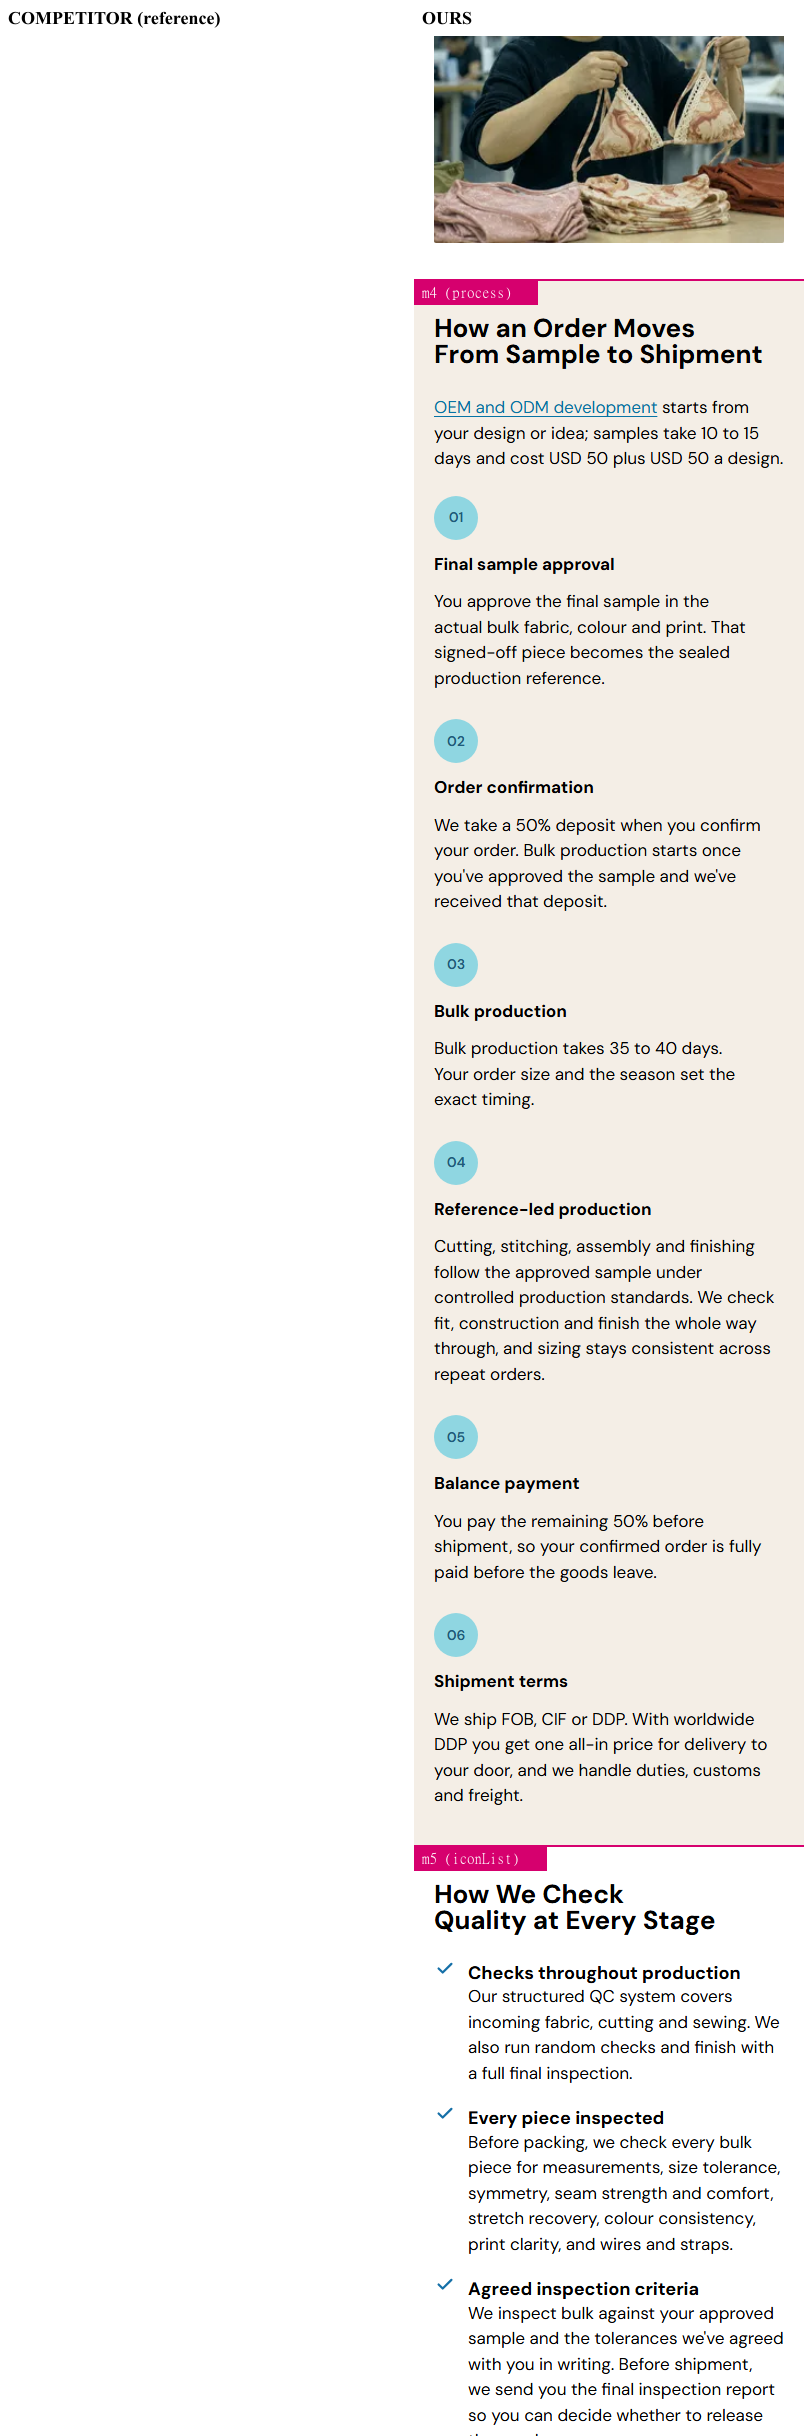 COMPETITOR (reference)
OURS
m4 (process)
How an Order Moves
From Sample to Shipment
OEM and ODM development starts from
your design or idea; samples take 10 to 15
days and cost USD 50 plus USD 50 a design.
01
Final sample approval
You approve the final sample in the
actual bulk fabric, colour and print. That
signed-off piece becomes the sealed
production reference.
02
Order confirmation
We take a 50% deposit when you confirm
your order. Bulk production starts once
you've approved the sample and we've
received that deposit.
03
Bulk production
Bulk production takes 35 to 40 days.
Your order size and the season set the
exact timing.
04
Reference-led production
Cutting, stitching, assembly and finishing
follow the approved sample under
controlled production standards. We check
fit, construction and finish the whole way
through, and sizing stays consistent across
repeat orders.
05
Balance payment
You pay the remaining 50% before
shipment, so your confirmed order is fully
paid before the goods leave.
06
Shipment terms
We ship FOB, CIF or DDP. With worldwide
DDP you get one all-in price for delivery to
your door, and we handle duties, customs
and freight.
m5 (iconList)
How We Check
Quality at Every Stage
Checks throughout production
Our structured QC system covers
incoming fabric, cutting and sewing. We
also run random checks and finish with
a full final inspection.
Every piece inspected
Before packing, we check every bulk
piece for measurements, size tolerance,
symmetry, seam strength and comfort,
stretch recovery, colour consistency,
print clarity, and wires and straps.
Agreed inspection criteria
We inspect bulk against your approved
sample and the tolerances we've agreed
with you in writing. Before shipment,
we send you the final inspection report
so you can decide whether to release